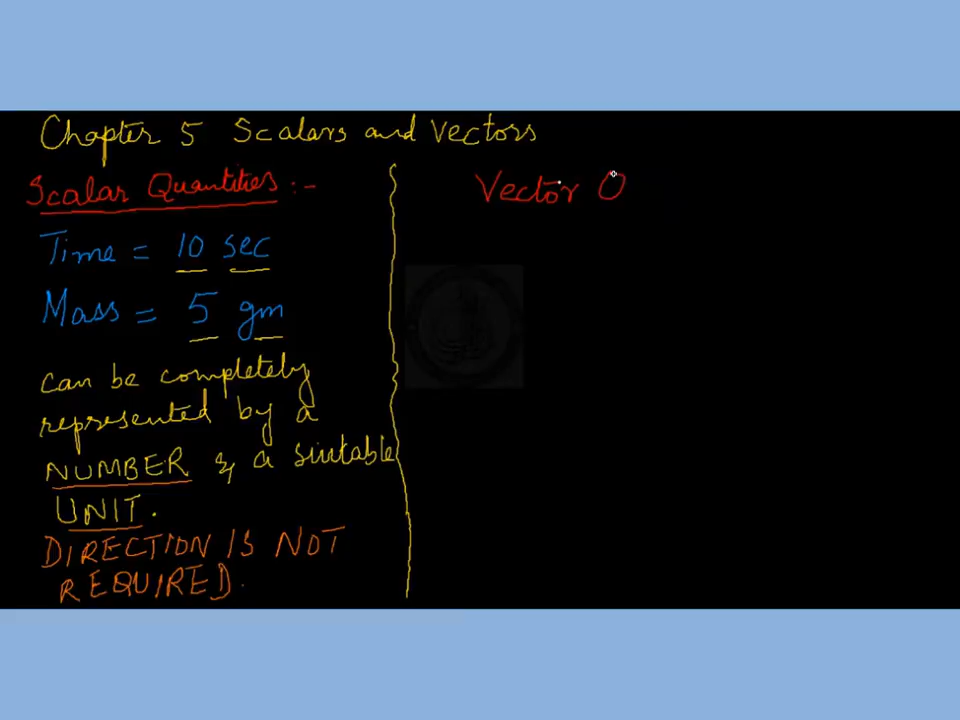 Chapter 5 Scalars and Vectors
Scalar Quantities :-
Time = 10 sec
Mass = 5 gm
can be completely
represented by a
NUMBER & a suitable
UNIT.
DIRECTION IS NOT
REQUIRED.
Vector O